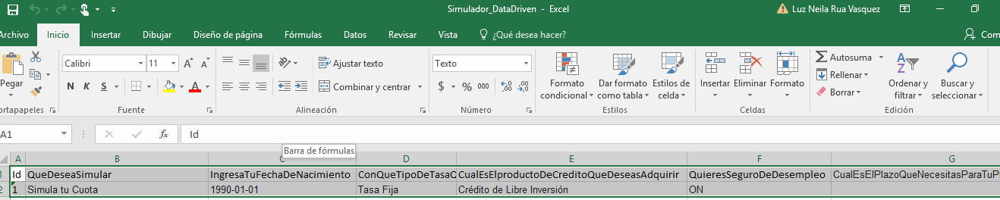 Simulador_DataDriven - Excel
Luz Neila Rua Vasquez
Archivo Inicio Insertar Dibujar Diseño de página Fórmulas Datos Revisar Vista ¿Qué desea hacer? Com
Pegar
Calibri 11
Ajustar texto
Texto
Formato condicional
Dar formato como tabla
Estilos de celda
Insertar
Eliminar
Formato
Autosuma
Rellenar
Borrar
Ordenar y filtrar
Buscar y seleccionar
N K S
Combinar y centrar
$ % 000
ortapapeles Fuente Alineación Número Estilos Celdas Edición
A1 fx Id
Barra de fórmulas
A B C D E F G
1 Id QueDeseaSimular IngresaTuFechaDeNacimiento ConQueTipoDeTasaC CualEsElproductoDeCreditoQueDeseasAdquirir QuieresSeguroDeDesempleo CualEsElPlazoQueNecesitasParaTuP
2 1 Simula tu Cuota 1990-01-01 Tasa Fija Crédito de Libre Inversión ON